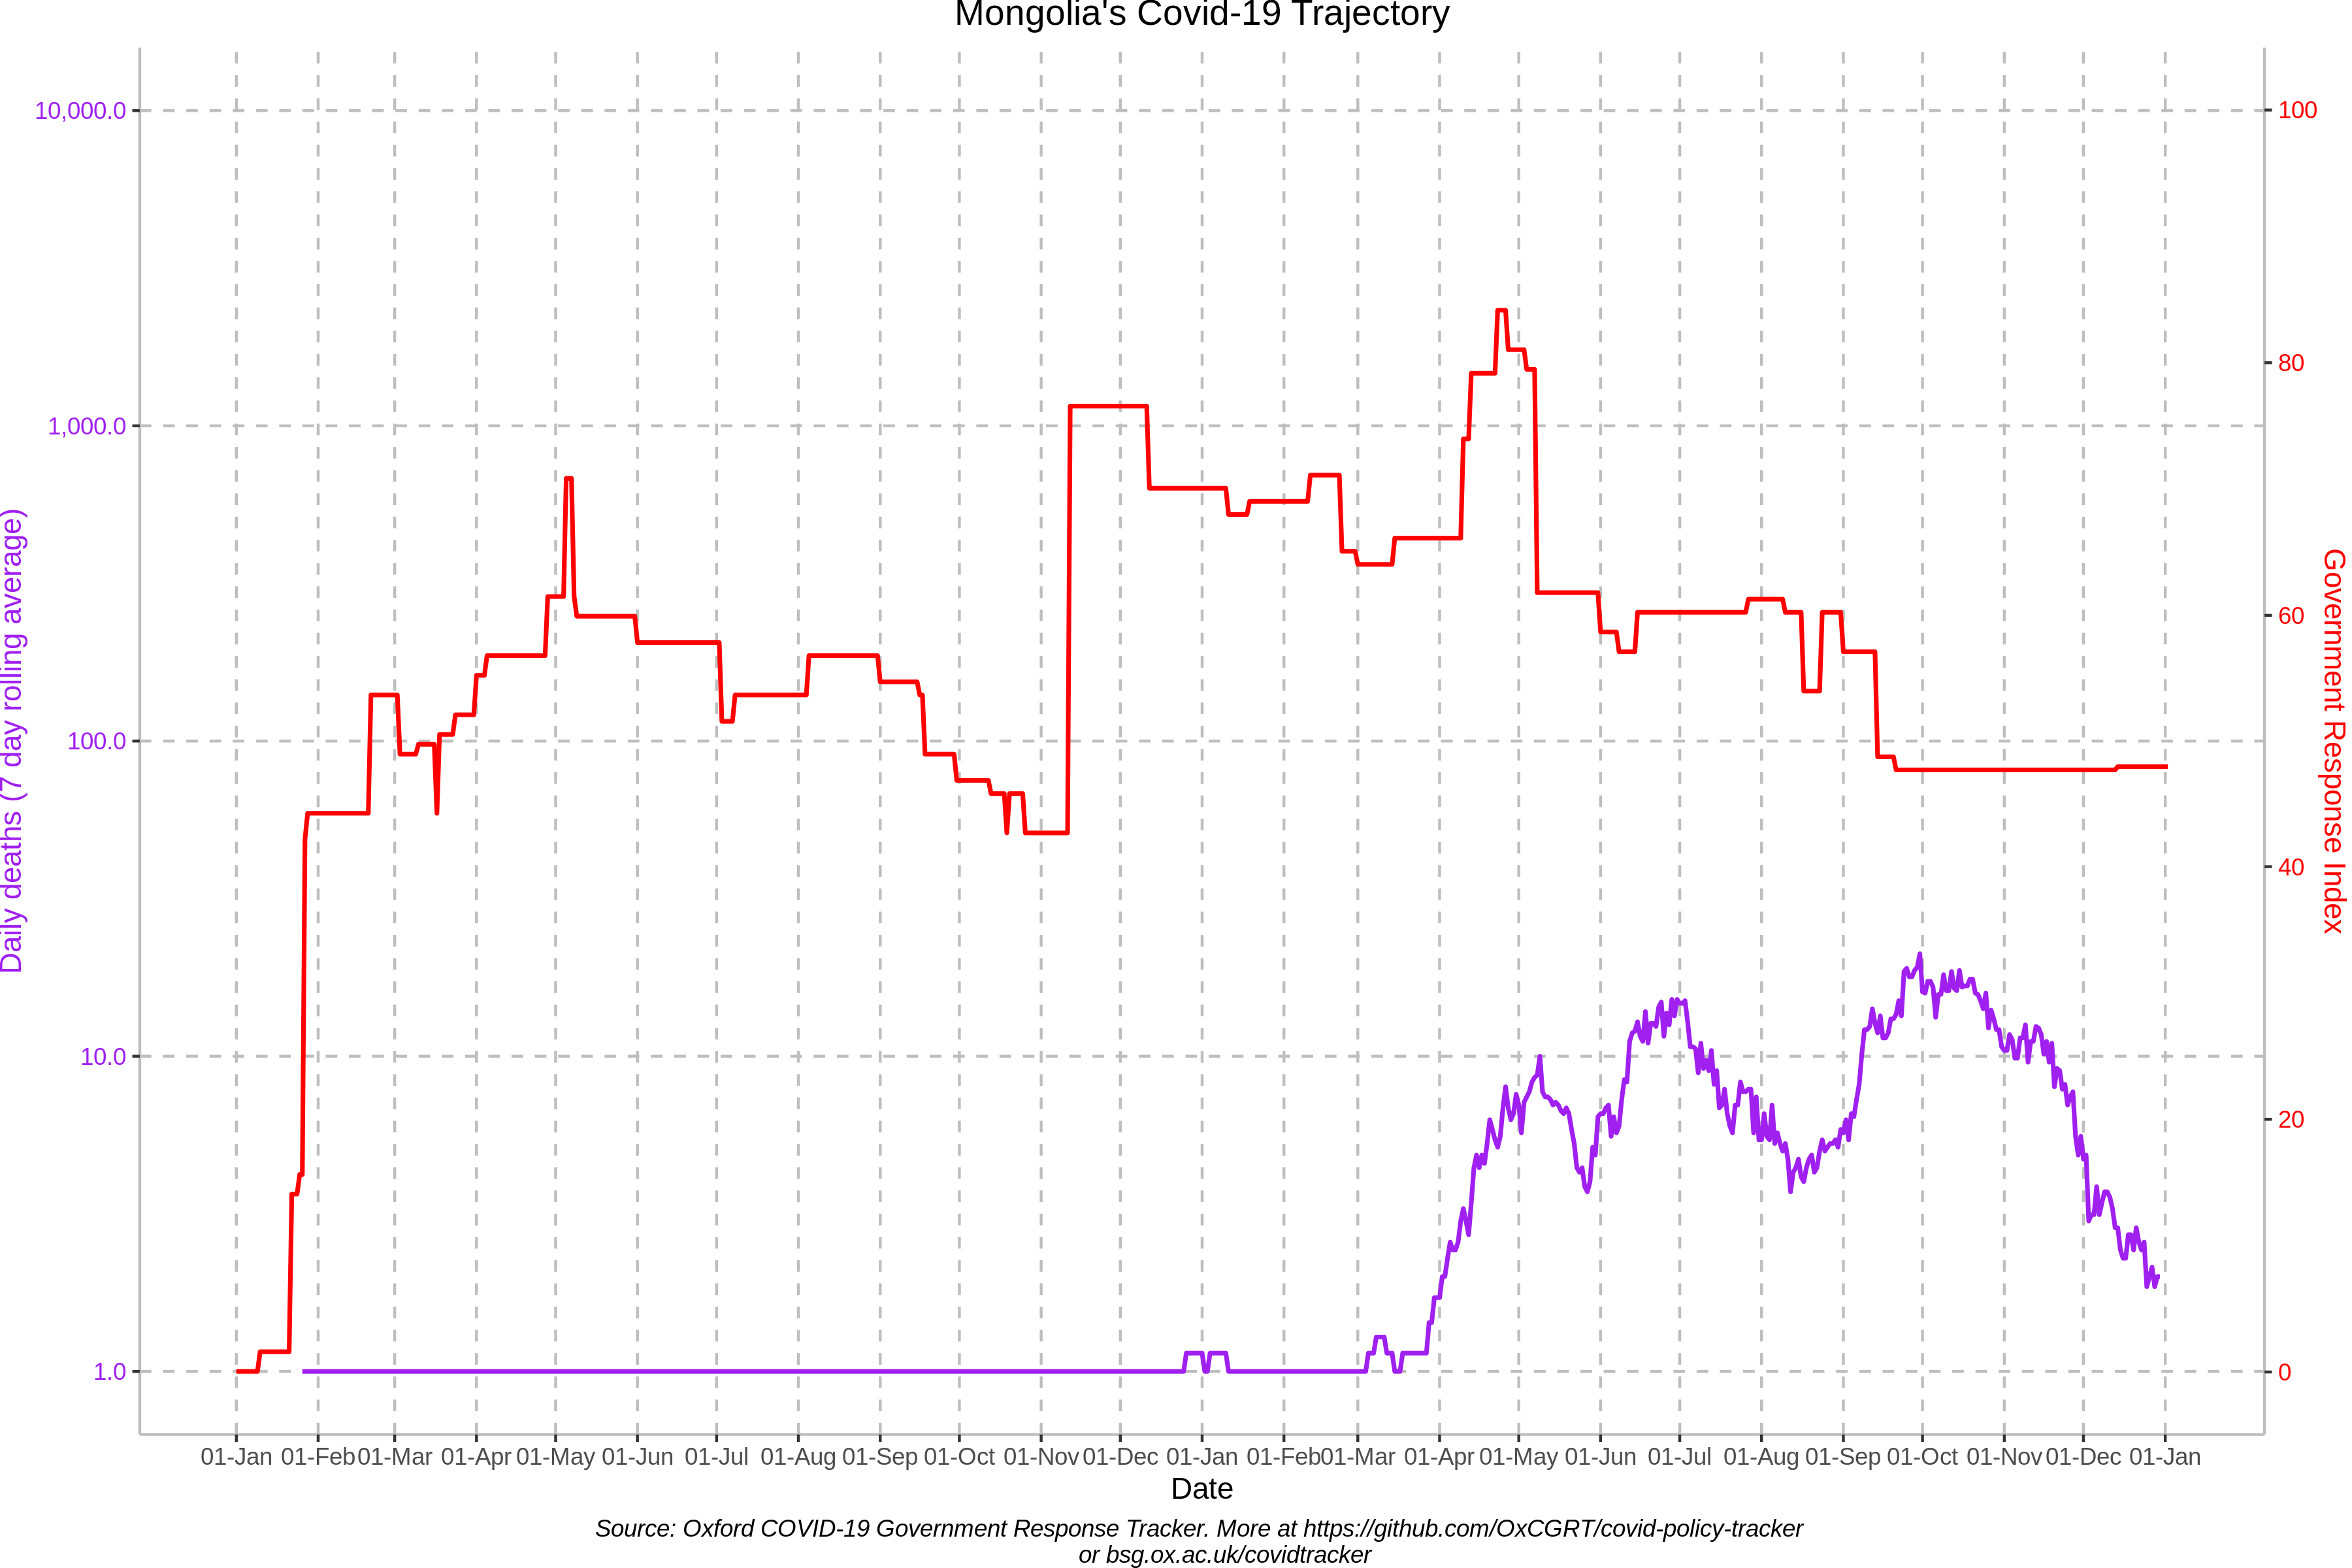 Mongolia's Covid-19 Trajectory
10,000.0
1,000.0
100.0
10.0
1.0
Daily deaths (7 day rolling average)
100
80
60
40
20
0
Government Response Index
01-Jan 01-Feb 01-Mar 01-Apr 01-May 01-Jun 01-Jul 01-Aug 01-Sep 01-Oct 01-Nov 01-Dec 01-Jan 01-Feb 01-Mar 01-Apr 01-May 01-Jun 01-Jul 01-Aug 01-Sep 01-Oct 01-Nov 01-Dec 01-Jan
Date
Source: Oxford COVID-19 Government Response Tracker. More at https://github.com/OxCGRT/covid-policy-tracker
or bsg.ox.ac.uk/covidtracker